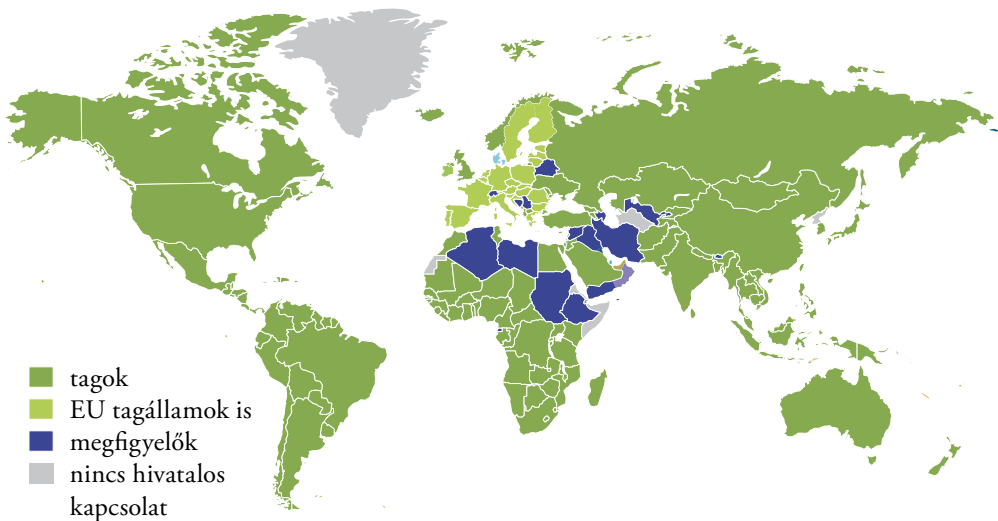 tagok
EU tagállamok is
megfigyelők
nincs hivatalos
kapcsolat